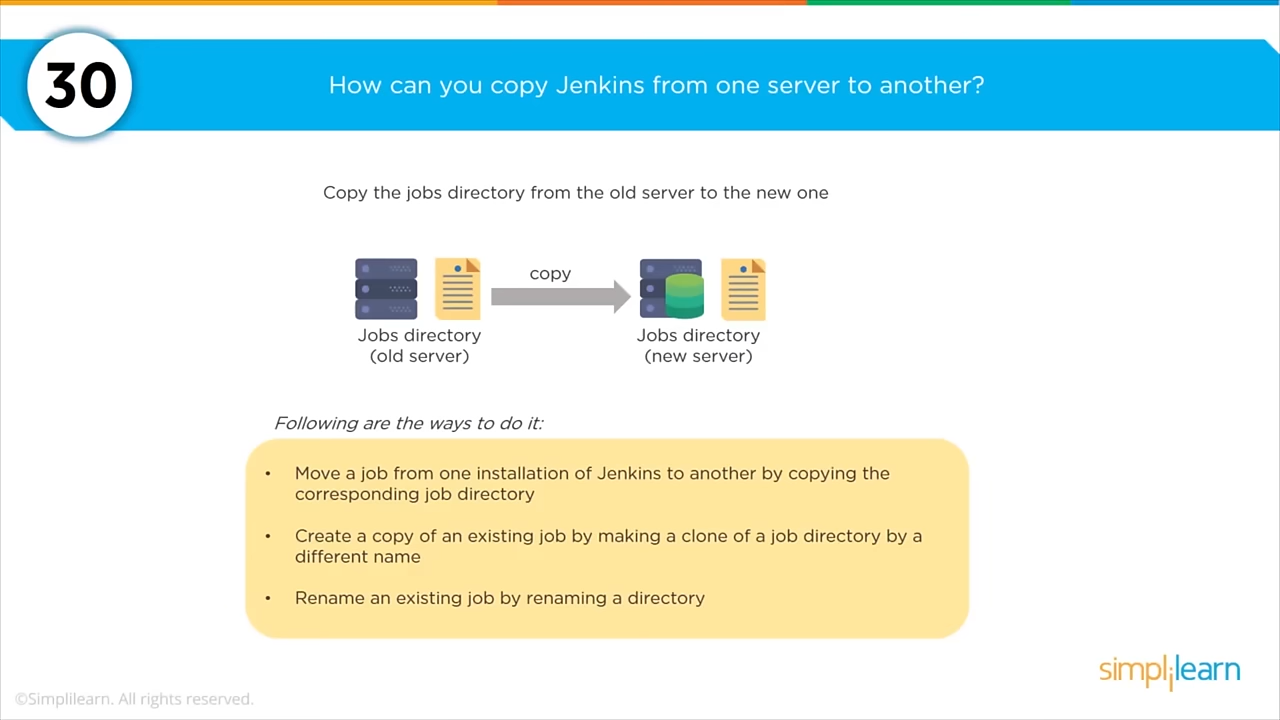 30
How can you copy Jenkins from one server to another?
Copy the jobs directory from the old server to the new one
copy
Jobs directory
(old server)
Jobs directory
(new server)
Following are the ways to do it:
• Move a job from one installation of Jenkins to another by copying the
corresponding job directory
• Create a copy of an existing job by making a clone of a job directory by a
different name
• Rename an existing job by renaming a directory
simplilearn
©Simplilearn. All rights reserved.